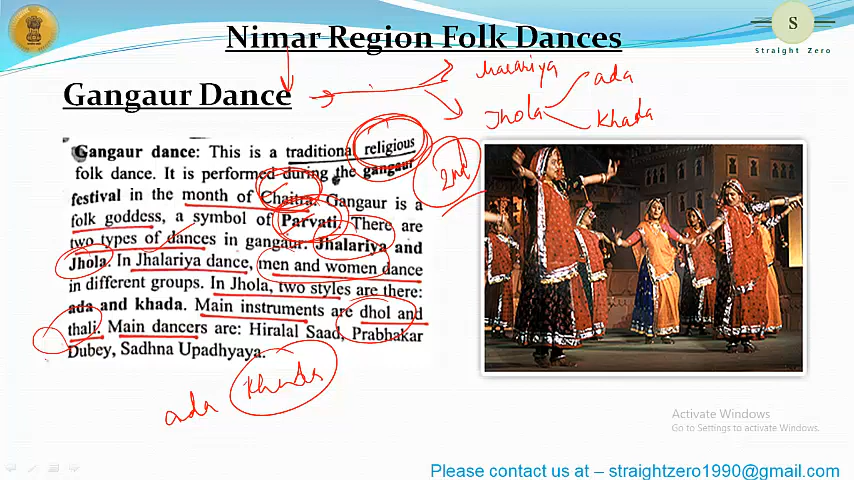 Nimar Region Folk Dances
S
Straight Zero
Gangaur Dance
Jhola
ada
Khada
2nd
Gangaur dance: This is a traditional religious
folk dance. It is performed during the gangaur
festival in the month of Chaitra. Gangaur is a
folk goddess, a symbol of Parvati. There are
two types of dances in gangaur: Jhalariya and
Jhola. In Jhalariya dance, men and women dance
in different groups. In Jhola, two styles are there:
ada and khada. Main instruments are dhol and
thali. Main dancers are: Hiralal Saad, Prabhakar
Dubey, Sadhna Upadhyaya.
ada Khada
Activate Windows
Go to Settings to activate Windows.
Please contact us at – straightzero1990@gmail.com